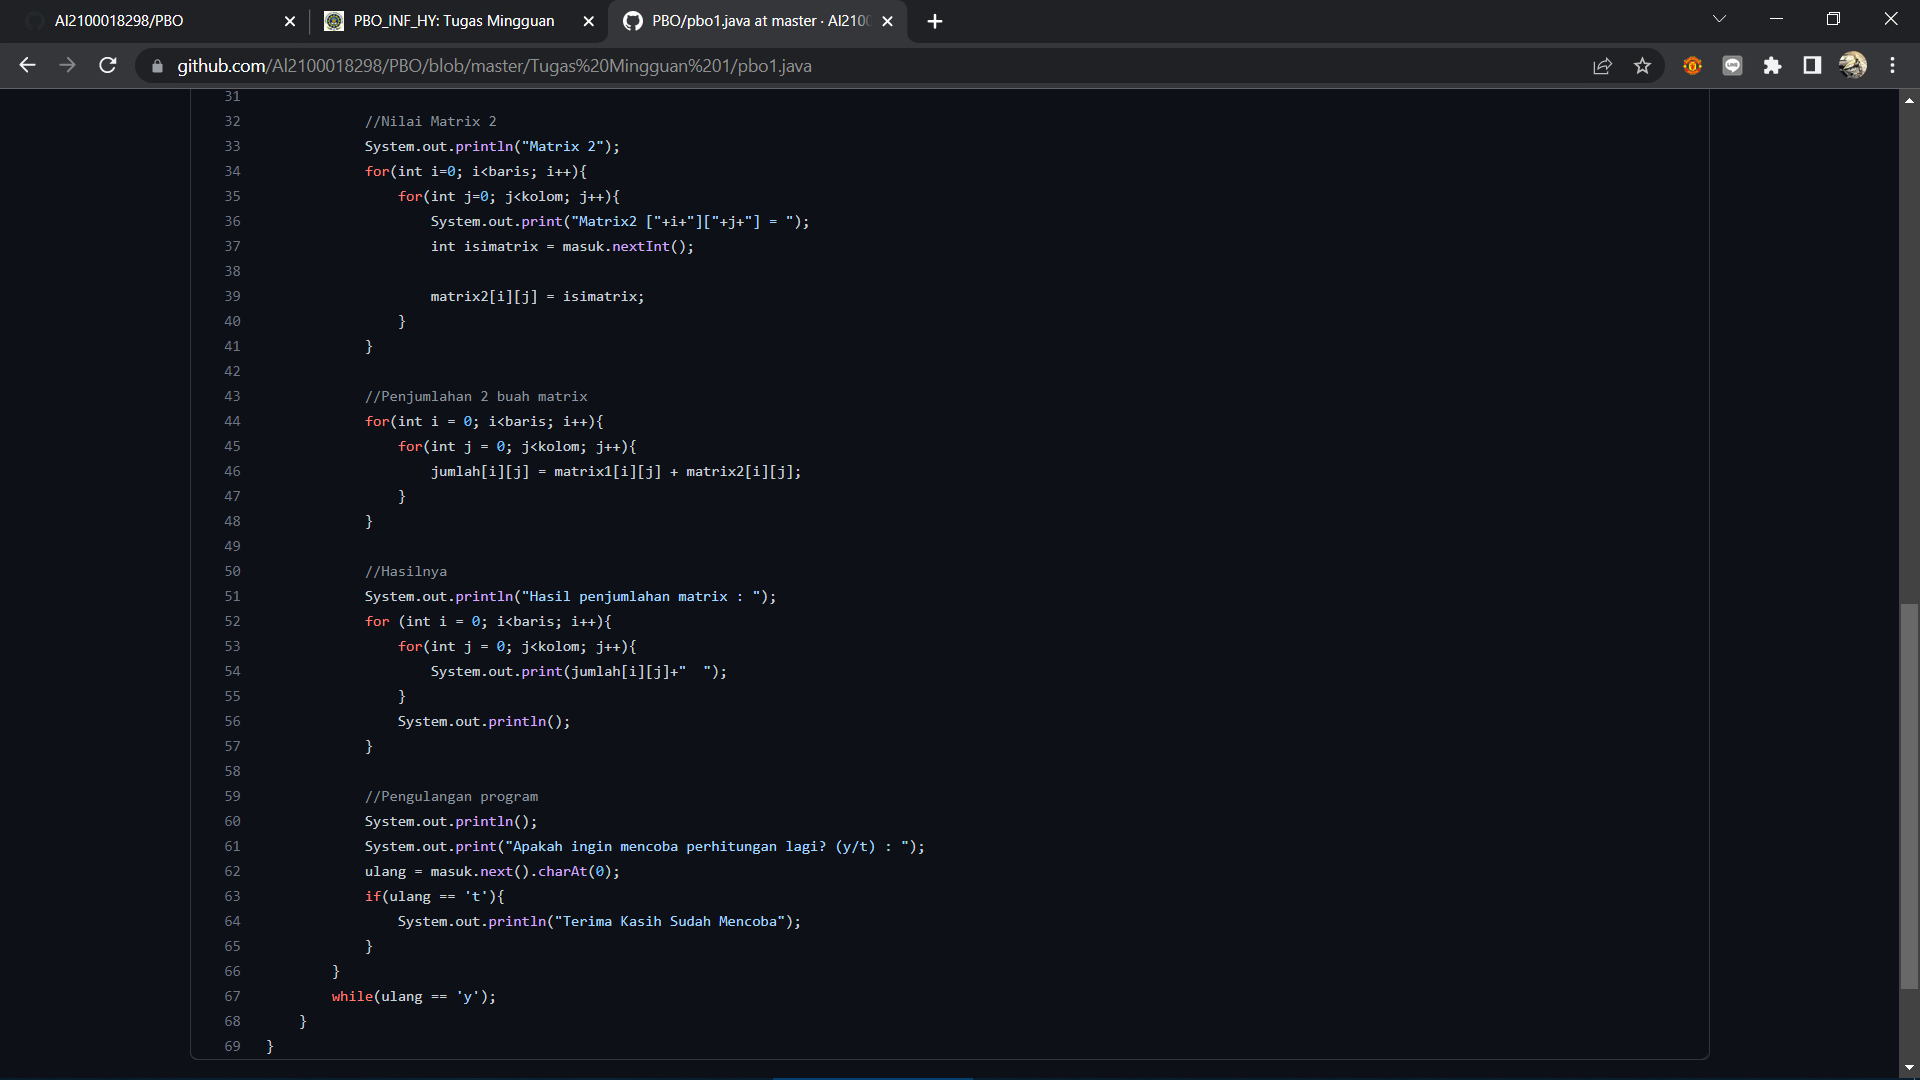 Al2100018298/PBO
PBO_INF_HY: Tugas Mingguan
PBO/pbo1.java at master · Al2100
github.com/Al2100018298/PBO/blob/master/Tugas%20Mingguan%201/pbo1.java
31
32 //Nilai Matrix 2
33 System.out.println("Matrix 2");
34 for(int i=0; i<baris; i++){
35 for(int j=0; j<kolom; j++){
36 System.out.print("Matrix2 ["+i+"]["+j+"] = ");
37 int isimatrix = masuk.nextInt();
38
39 matrix2[i][j] = isimatrix;
40 }
41 }
42
43 //Penjumlahan 2 buah matrix
44 for(int i = 0; i<baris; i++){
45 for(int j = 0; j<kolom; j++){
46 jumlah[i][j] = matrix1[i][j] + matrix2[i][j];
47 }
48 }
49
50 //Hasilnya
51 System.out.println("Hasil penjumlahan matrix : ");
52 for (int i = 0; i<baris; i++){
53 for(int j = 0; j<kolom; j++){
54 System.out.print(jumlah[i][j]+"  ");
55 }
56 System.out.println();
57 }
58
59 //Pengulangan program
60 System.out.println();
61 System.out.print("Apakah ingin mencoba perhitungan lagi? (y/t) : ");
62 ulang = masuk.next().charAt(0);
63 if(ulang == 't'){
64 System.out.println("Terima Kasih Sudah Mencoba");
65 }
66 }
67 while(ulang == 'y');
68 }
69 }